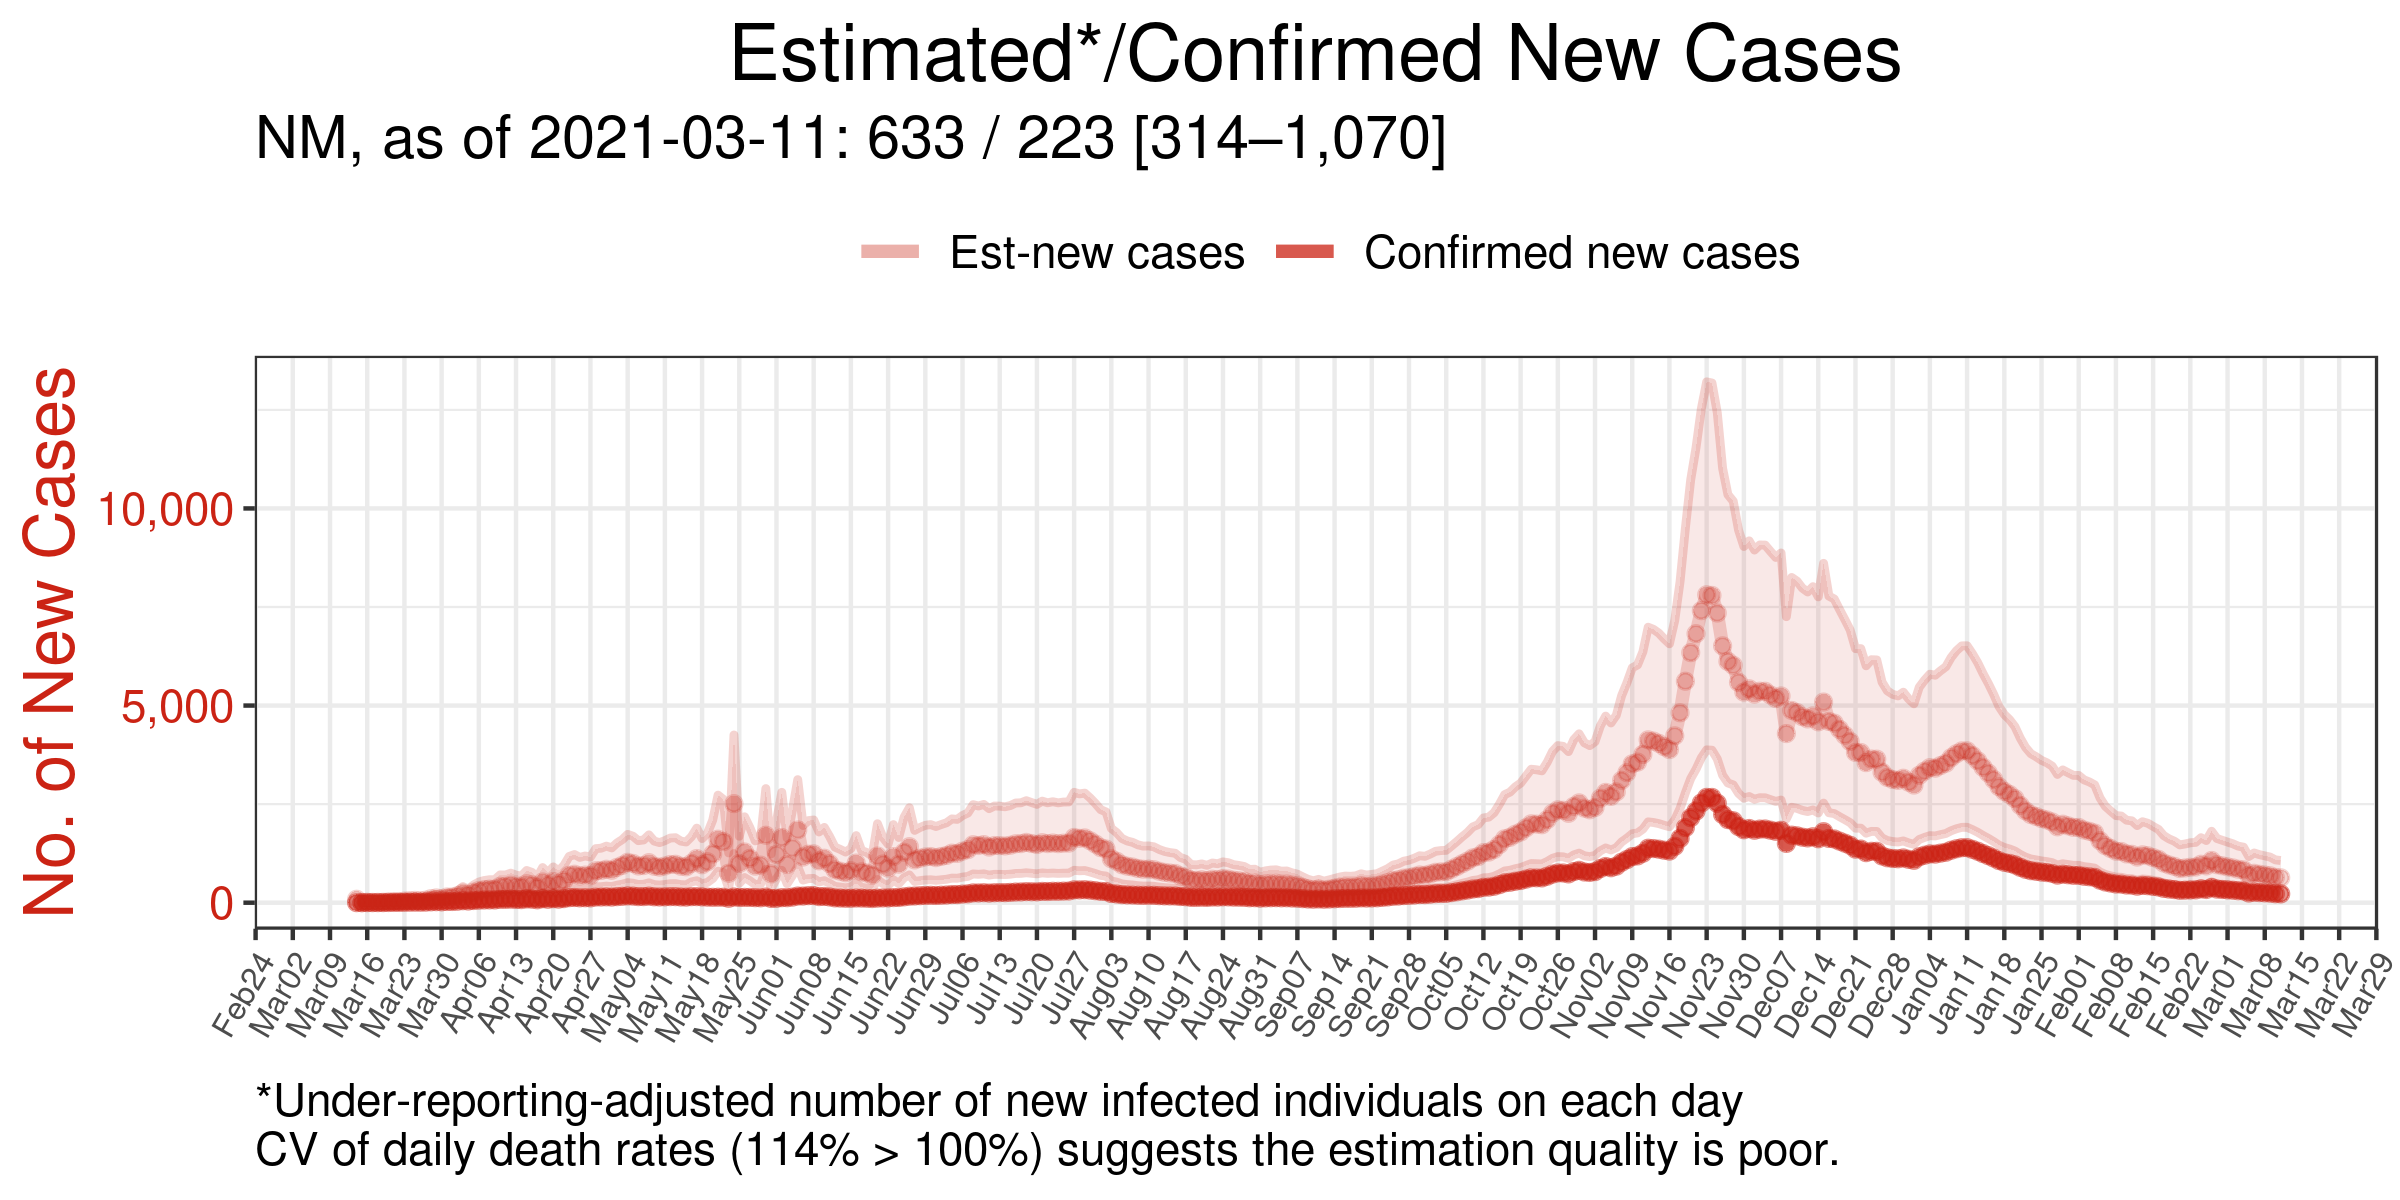 Estimated*/Confirmed New Cases
NM, as of 2021-03-11: 633 / 223 [314–1,070]
Est-new cases Confirmed new cases
No. of New Cases
10,000
5,000
0
Feb24 Mar02 Mar09 Mar16 Mar23 Mar30 Apr06 Apr13 Apr20 Apr27 May04 May11 May18 May25 Jun01 Jun08 Jun15 Jun22 Jun29 Jul06 Jul13 Jul20 Jul27 Aug03 Aug10 Aug17 Aug24 Aug31 Sep07 Sep14 Sep21 Sep28 Oct05 Oct12 Oct19 Oct26 Nov02 Nov09 Nov16 Nov23 Nov30 Dec07 Dec14 Dec21 Dec28 Jan04 Jan11 Jan18 Jan25 Feb01 Feb08 Feb15 Feb22 Mar01 Mar08 Mar15 Mar22 Mar29
*Under-reporting-adjusted number of new infected individuals on each day
CV of daily death rates (114% > 100%) suggests the estimation quality is poor.